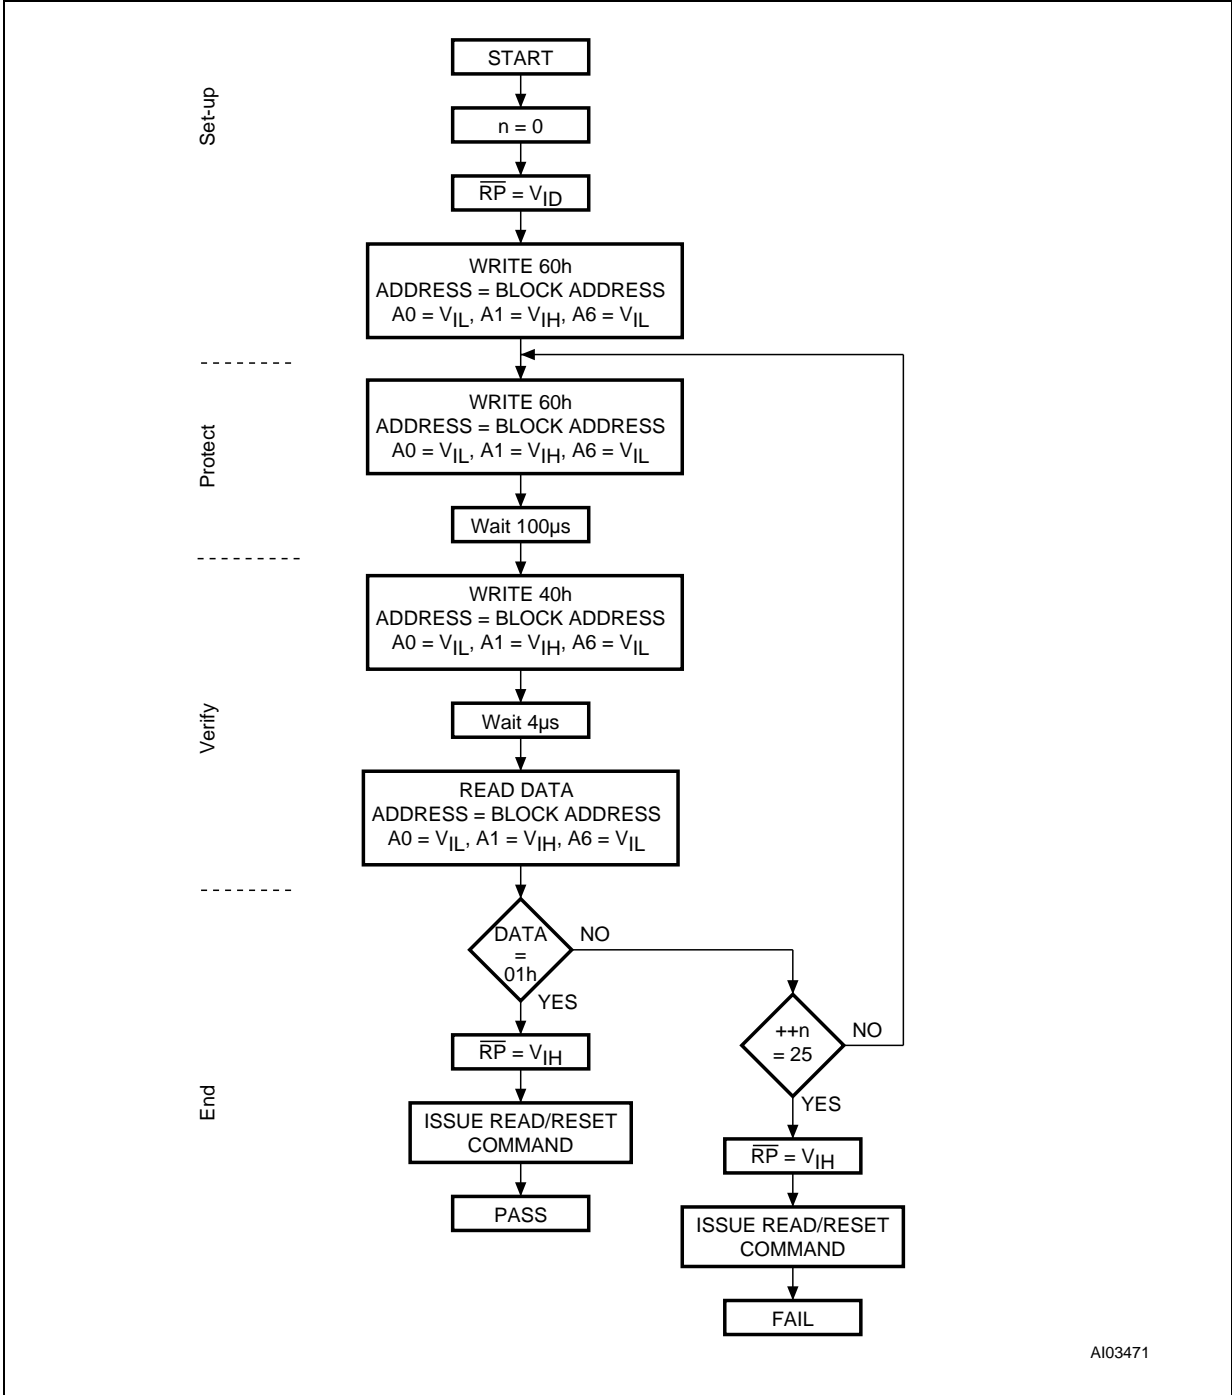 START
Set-up
n = 0
R̅P̅ = VID
WRITE 60h
ADDRESS = BLOCK ADDRESS
A0 = VIL, A1 = VIH, A6 = VIL
Protect
WRITE 60h
ADDRESS = BLOCK ADDRESS
A0 = VIL, A1 = VIH, A6 = VIL
Wait 100µs
Verify
WRITE 40h
ADDRESS = BLOCK ADDRESS
A0 = VIL, A1 = VIH, A6 = VIL
Wait 4µs
READ DATA
ADDRESS = BLOCK ADDRESS
A0 = VIL, A1 = VIH, A6 = VIL
End
DATA
=
01h
NO
YES
++n
= 25
NO
YES
R̅P̅ = VIH
ISSUE READ/RESET
COMMAND
PASS
R̅P̅ = VIH
ISSUE READ/RESET
COMMAND
FAIL
AI03471